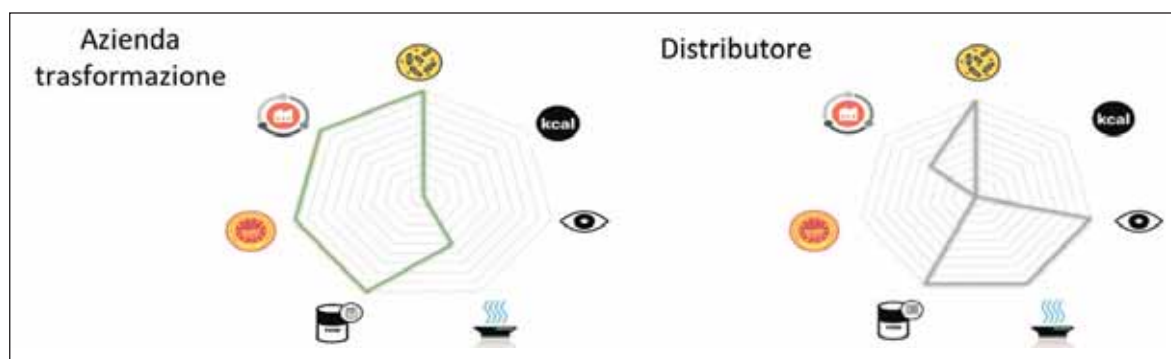 Azienda
trasformazione
Distributore
kcal
kcal